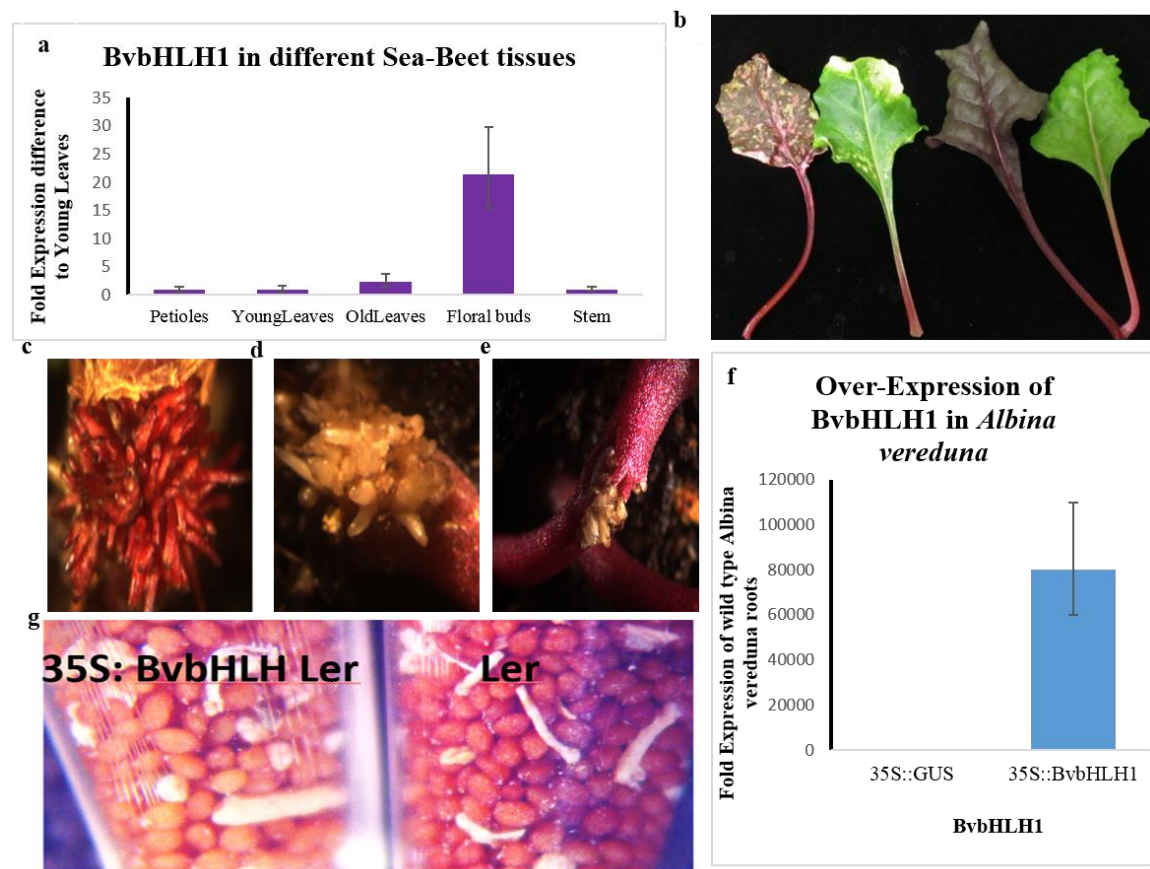 a
BvbHLH1 in different Sea-Beet tissues
Fold Expression difference
to Young Leaves
35
30
25
20
15
10
5
0
Petioles YoungLeaves OldLeaves Floral buds Stem
b
c
d
e
f
Over-Expression of
BvbHLH1 in Albina
vereduna
Fold Expression of wild type Albina
vereduna roots
120000
100000
80000
60000
40000
20000
0
35S::GUS 35S::BvbHLH1
BvbHLH1
g
35S: BvbHLH Ler
Ler